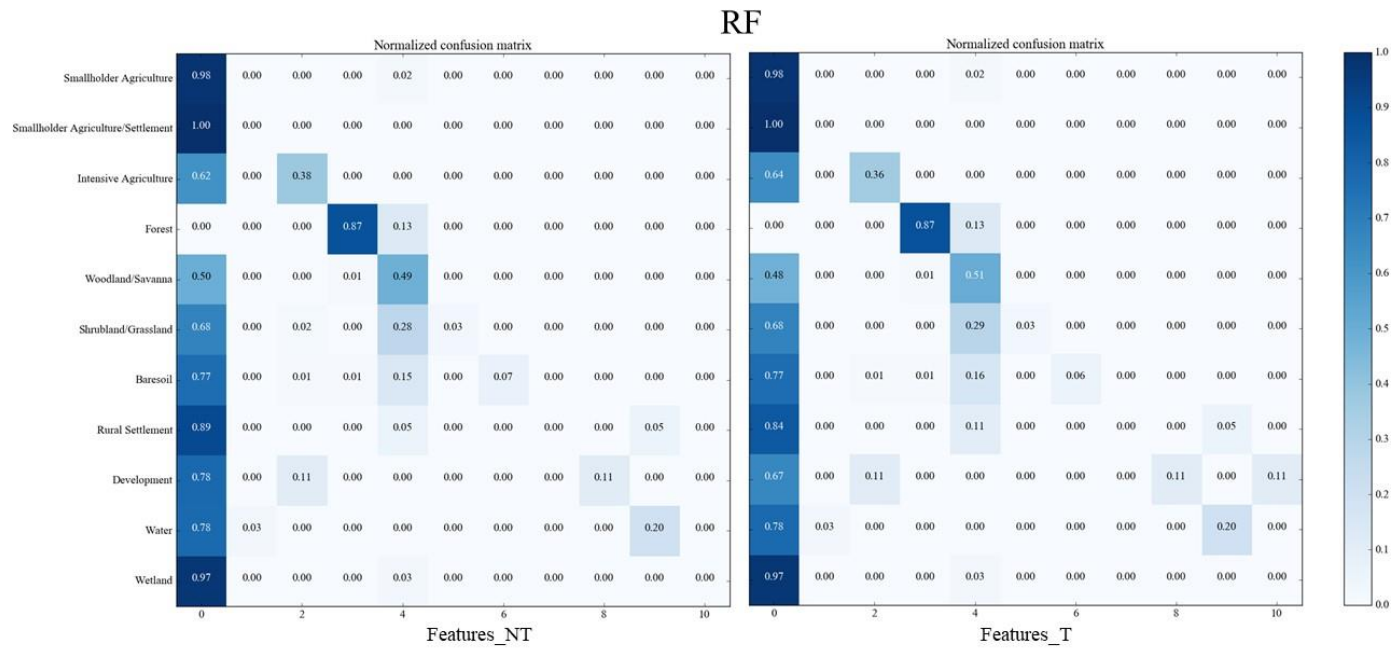 RF
Normalized confusion matrix
Normalized confusion matrix
Smallholder Agriculture 0.98 0.00 0.00 0.00 0.02 0.00 0.00 0.00 0.00 0.00 0.00 0.98 0.00 0.00 0.00 0.02 0.00 0.00 0.00 0.00 0.00 0.00 1.0
0.9
Smallholder Agriculture/Settlement 1.00 0.00 0.00 0.00 0.00 0.00 0.00 0.00 0.00 0.00 0.00 1.00 0.00 0.00 0.00 0.00 0.00 0.00 0.00 0.00 0.00 0.00
0.8
Intensive Agriculture 0.62 0.00 0.38 0.00 0.00 0.00 0.00 0.00 0.00 0.00 0.00 0.64 0.00 0.36 0.00 0.00 0.00 0.00 0.00 0.00 0.00 0.00
0.7
Forest 0.00 0.00 0.00 0.87 0.13 0.00 0.00 0.00 0.00 0.00 0.00 0.00 0.00 0.00 0.87 0.13 0.00 0.00 0.00 0.00 0.00 0.00
0.6
Woodland/Savanna 0.50 0.00 0.00 0.01 0.49 0.00 0.00 0.00 0.00 0.00 0.00 0.48 0.00 0.00 0.01 0.51 0.00 0.00 0.00 0.00 0.00 0.00
0.5
Shrubland/Grassland 0.68 0.00 0.02 0.00 0.28 0.03 0.00 0.00 0.00 0.00 0.00 0.68 0.00 0.00 0.00 0.29 0.03 0.00 0.00 0.00 0.00 0.00
0.4
Baresoil 0.77 0.00 0.01 0.01 0.15 0.00 0.07 0.00 0.00 0.00 0.00 0.77 0.00 0.01 0.01 0.16 0.00 0.06 0.00 0.00 0.00 0.00
0.3
Rural Settlement 0.89 0.00 0.00 0.00 0.05 0.00 0.00 0.00 0.00 0.05 0.00 0.84 0.00 0.00 0.00 0.11 0.00 0.00 0.00 0.00 0.05 0.00
Development 0.78 0.00 0.11 0.00 0.00 0.00 0.00 0.00 0.11 0.00 0.00 0.67 0.00 0.11 0.00 0.00 0.00 0.00 0.00 0.11 0.00 0.11
0.2
Water 0.78 0.03 0.00 0.00 0.00 0.00 0.00 0.00 0.00 0.20 0.00 0.78 0.03 0.00 0.00 0.00 0.00 0.00 0.00 0.00 0.20 0.00
0.1
Wetland 0.97 0.00 0.00 0.00 0.03 0.00 0.00 0.00 0.00 0.00 0.00 0.97 0.00 0.00 0.00 0.03 0.00 0.00 0.00 0.00 0.00 0.00
0.0
0 2 4 6 8 10 0 2 4 6 8 10
Features_NT
Features_T